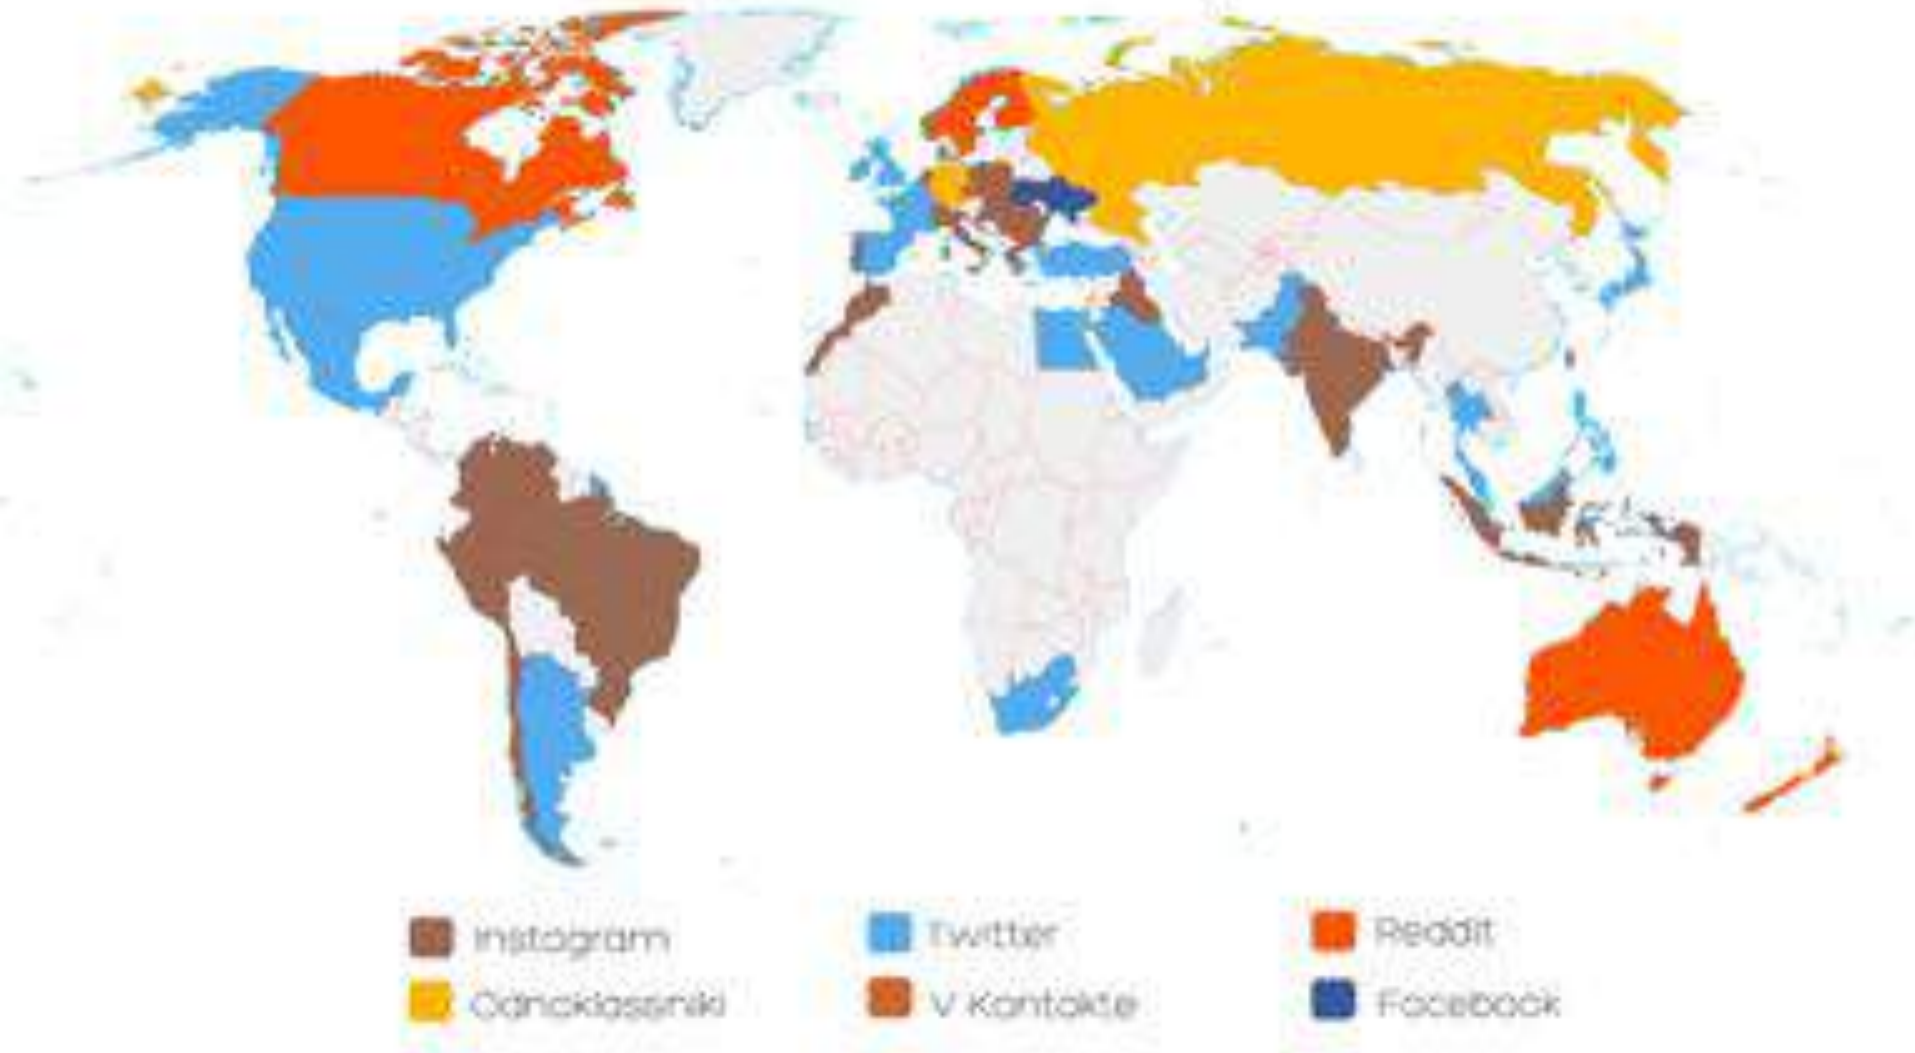 Instagram
Twitter
Reddit
Odnoklassniki
V Kontakte
Facebook